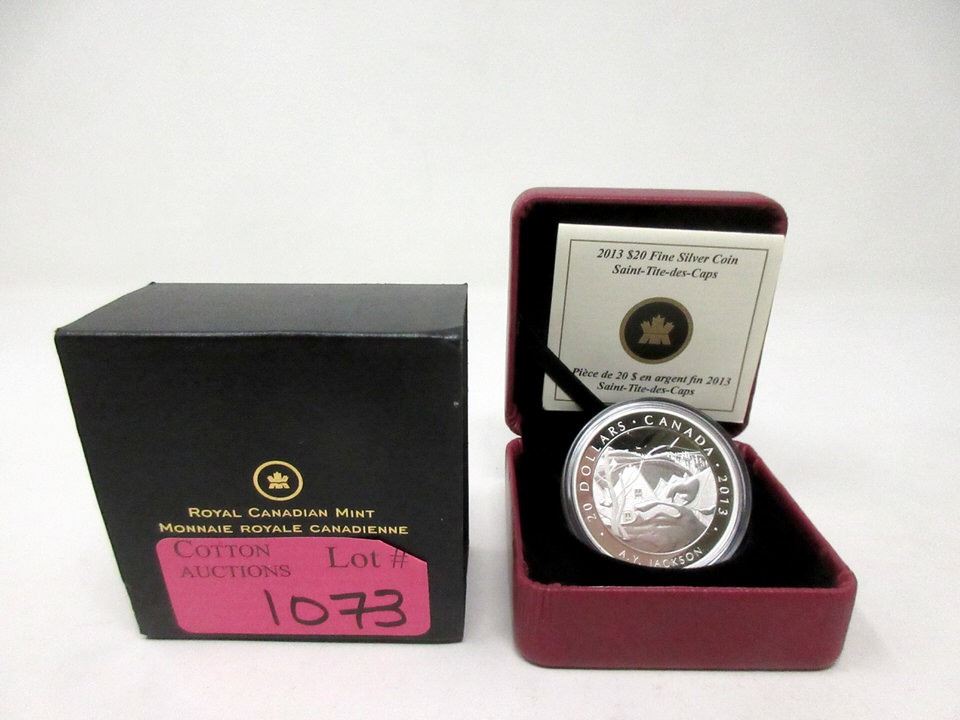 ROYAL CANADIAN MINT
MONNAIE ROYALE CANADIENNE
COTTON
AUCTIONS
Lot #
1073
2013 $20 Fine Silver Coin
Saint-Tite-des-Caps
Pièce de 20 $ en argent fin 2013
Saint-Tite-des-Caps
20 DOLLARS · CANADA · 2013
A.Y. JACKSON